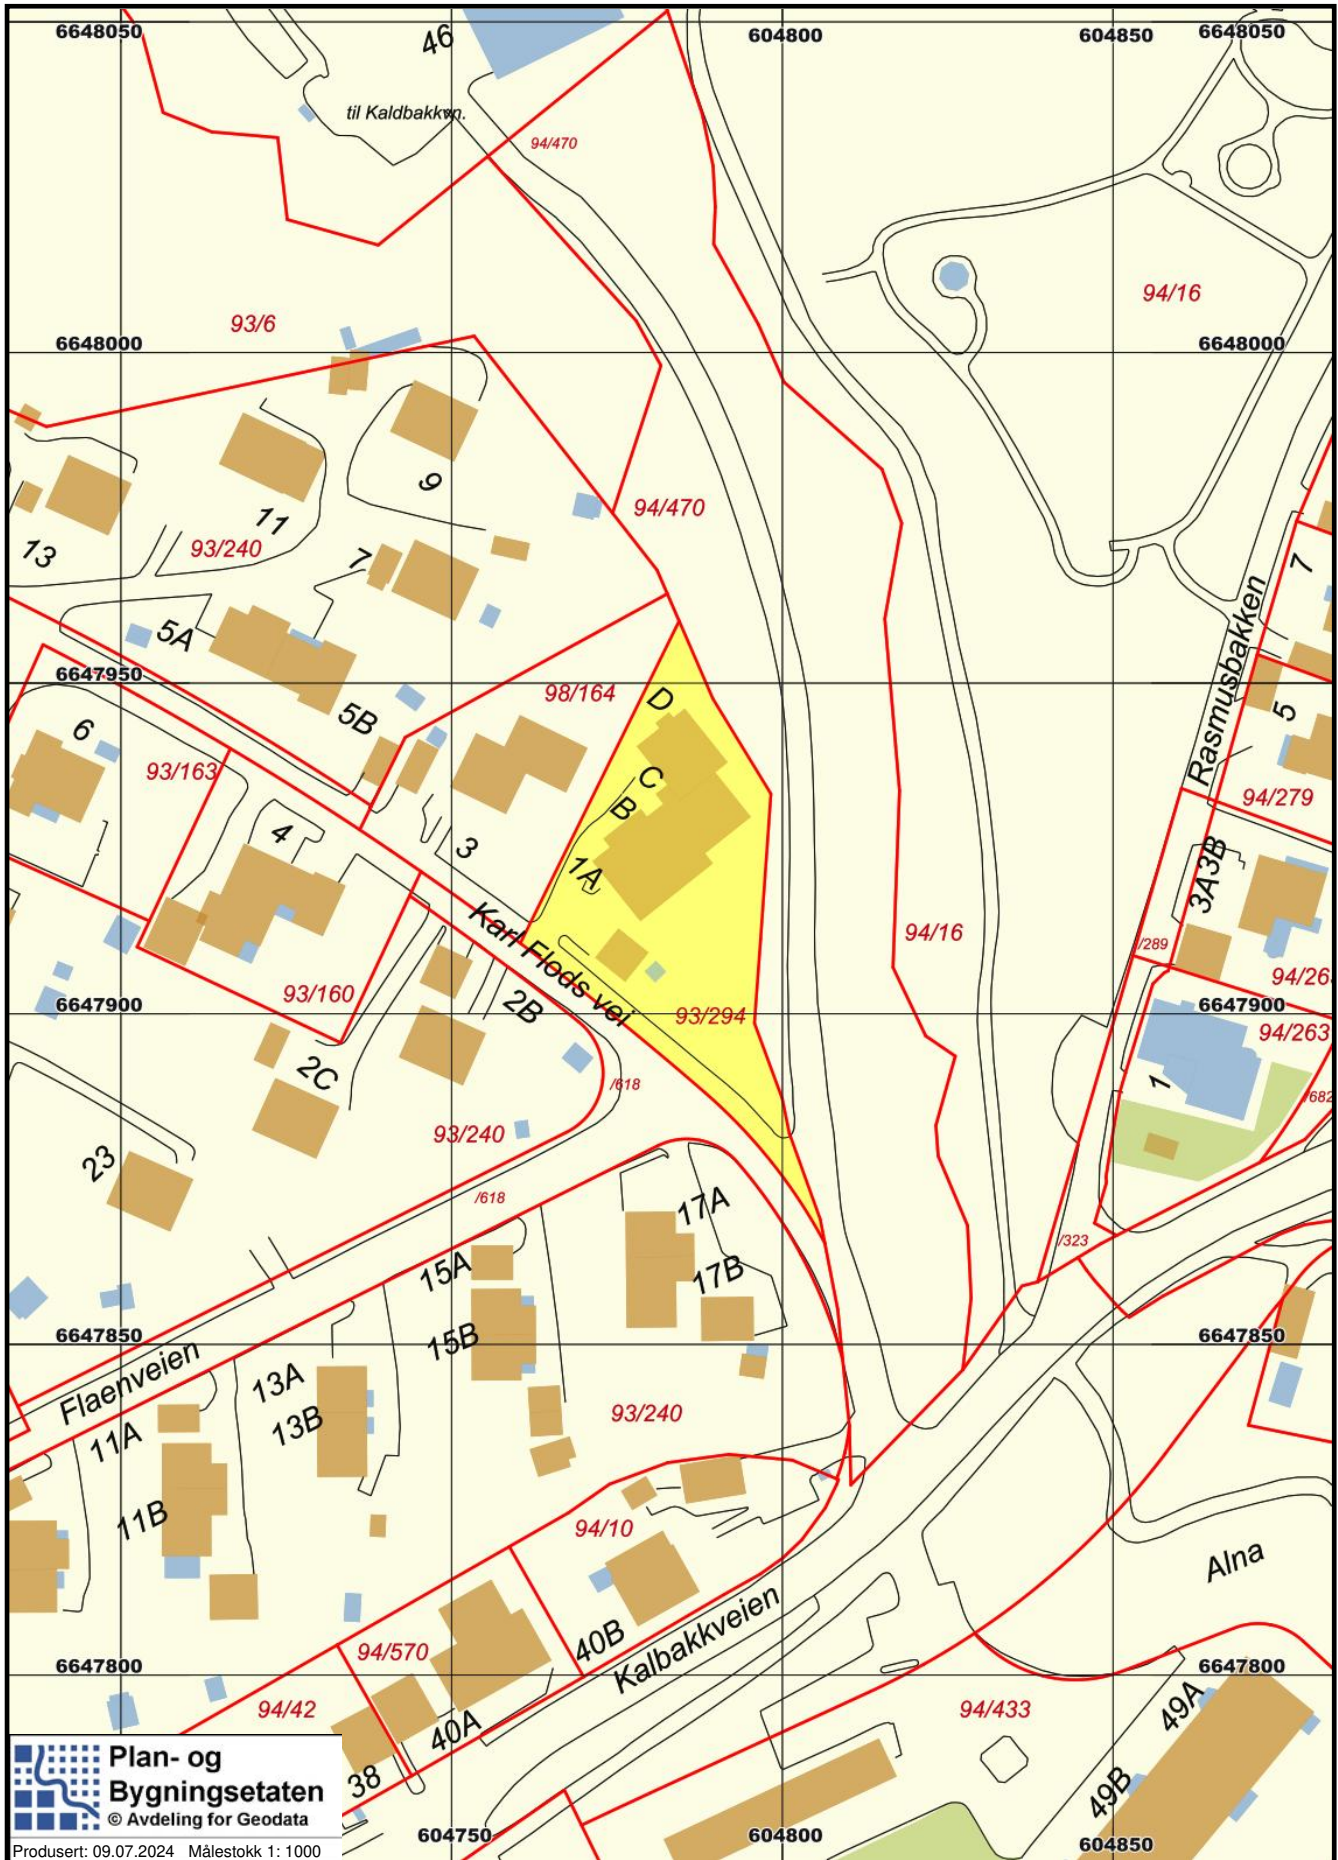 6648050
46
604800
604850
6648050
til Kaldbakkvn.
94/470
94/16
93/6
6648000
6648000
9
94/470
11
13
93/240
7
7
Rasmusbakken
5A
6647950
98/164
D
5B
6
5
93/163
C
94/279
B
4
3
1A
3A
3B
Karl Flods vei
94/16
/289
94/26
93/160
2B
6647900
93/294
6647900
94/263
2C
1
/618
/682
93/240
23
/618
17A
/323
15A
17B
15B
6647850
6647850
Flaenveien
13A
13B
93/240
11A
11B
94/10
Alna
40B
Kalbakkveien
94/570
6647800
6647800
94/42
40A
94/433
49A
38
49B
Plan- og
Bygningsetaten
© Avdeling for Geodata
604750
604800
604850
Produsert: 09.07.2024 Målestokk 1: 1000